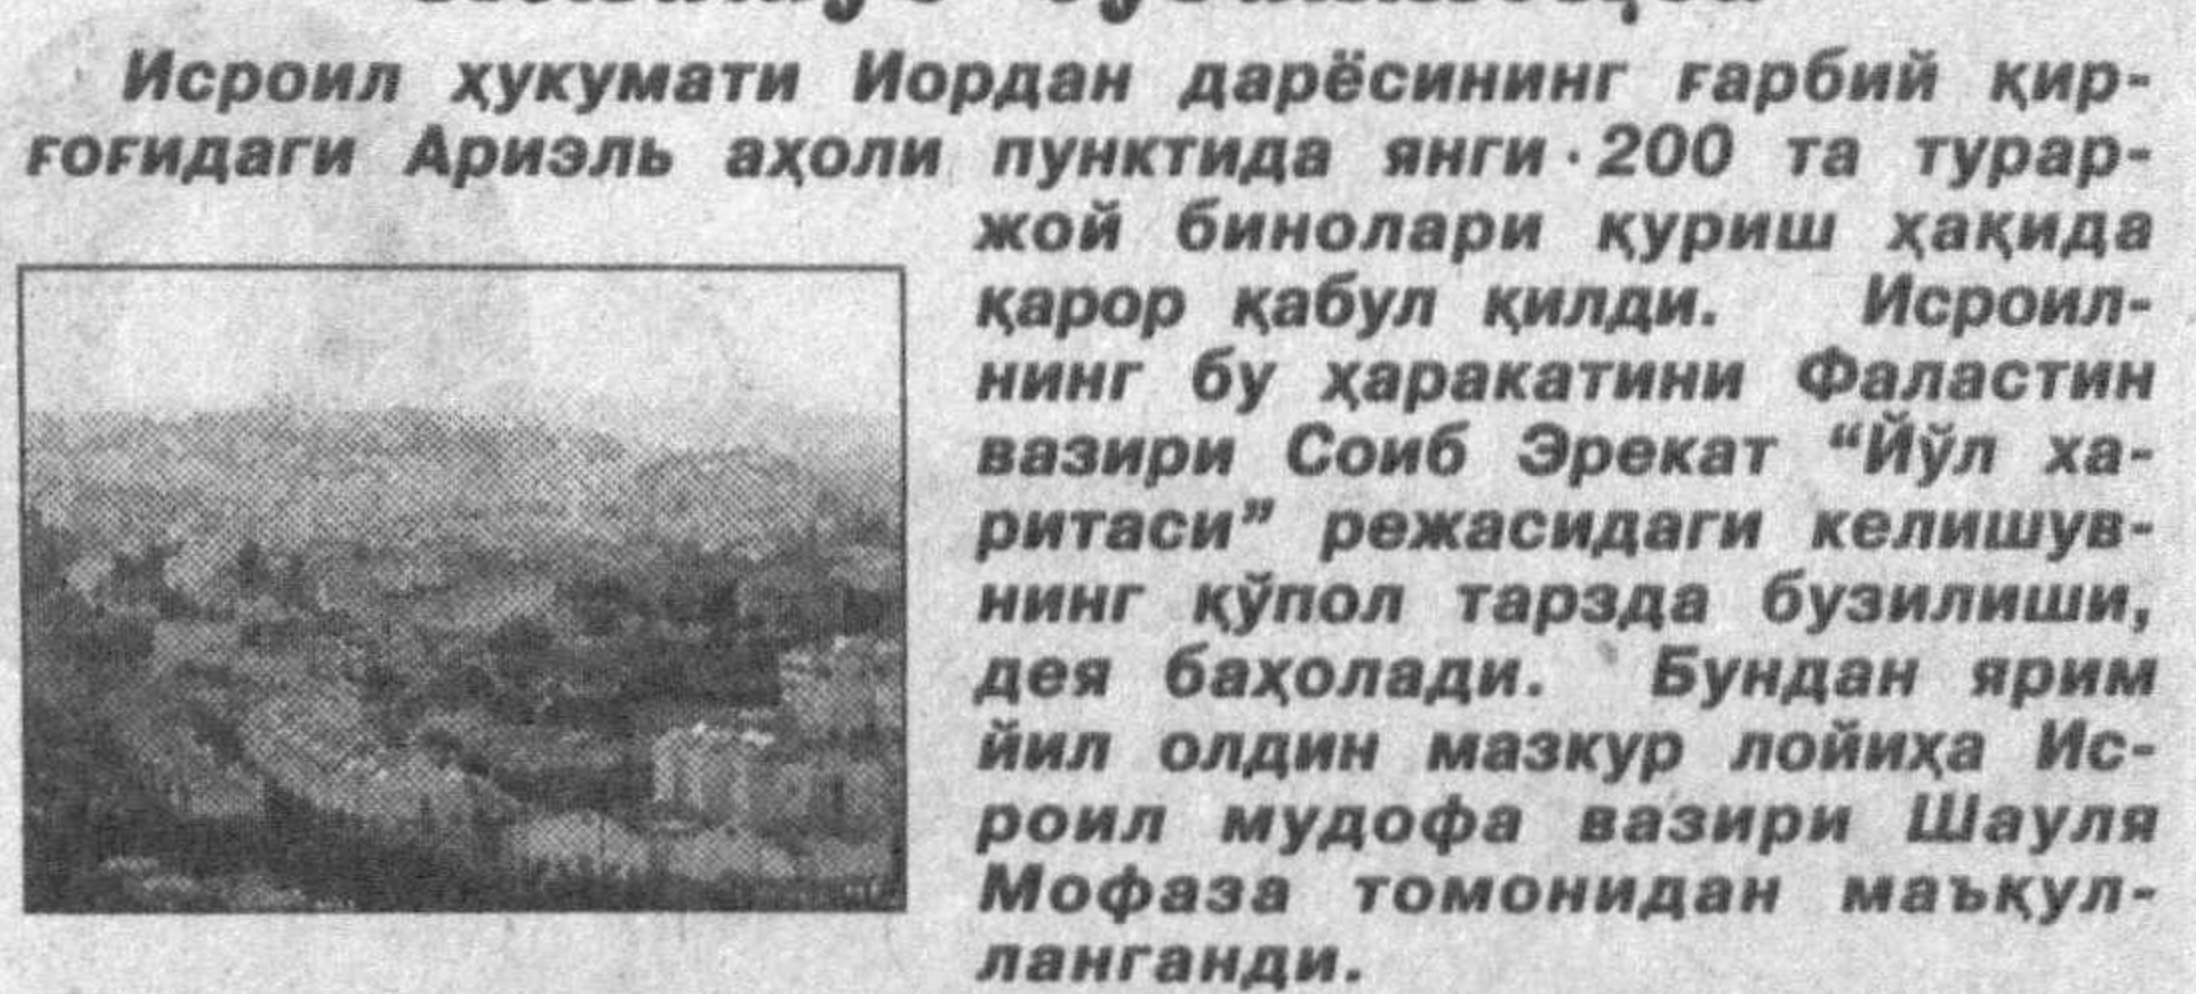 Исроил ҳукумати Иордан дарёсининг ғарбий қир-
ғоғидаги Ариэль аҳоли пунктида янги 200 та турар-
жой бинолари қуриш ҳақида
қарор қабул қилди. Исроил-
нинг бу ҳаракатини Фаластин
вазири Соиб Эрекат “Йўл ха-
ритаси” режасидаги келишув-
нинг қўпол тарзда бузилиши,
дея баҳолади. Бундан ярим
йил олдин мазкур лойиҳа Ис-
роил мудофа вазири Шауля
Мофаза томонидан маъқул-
ланганди.